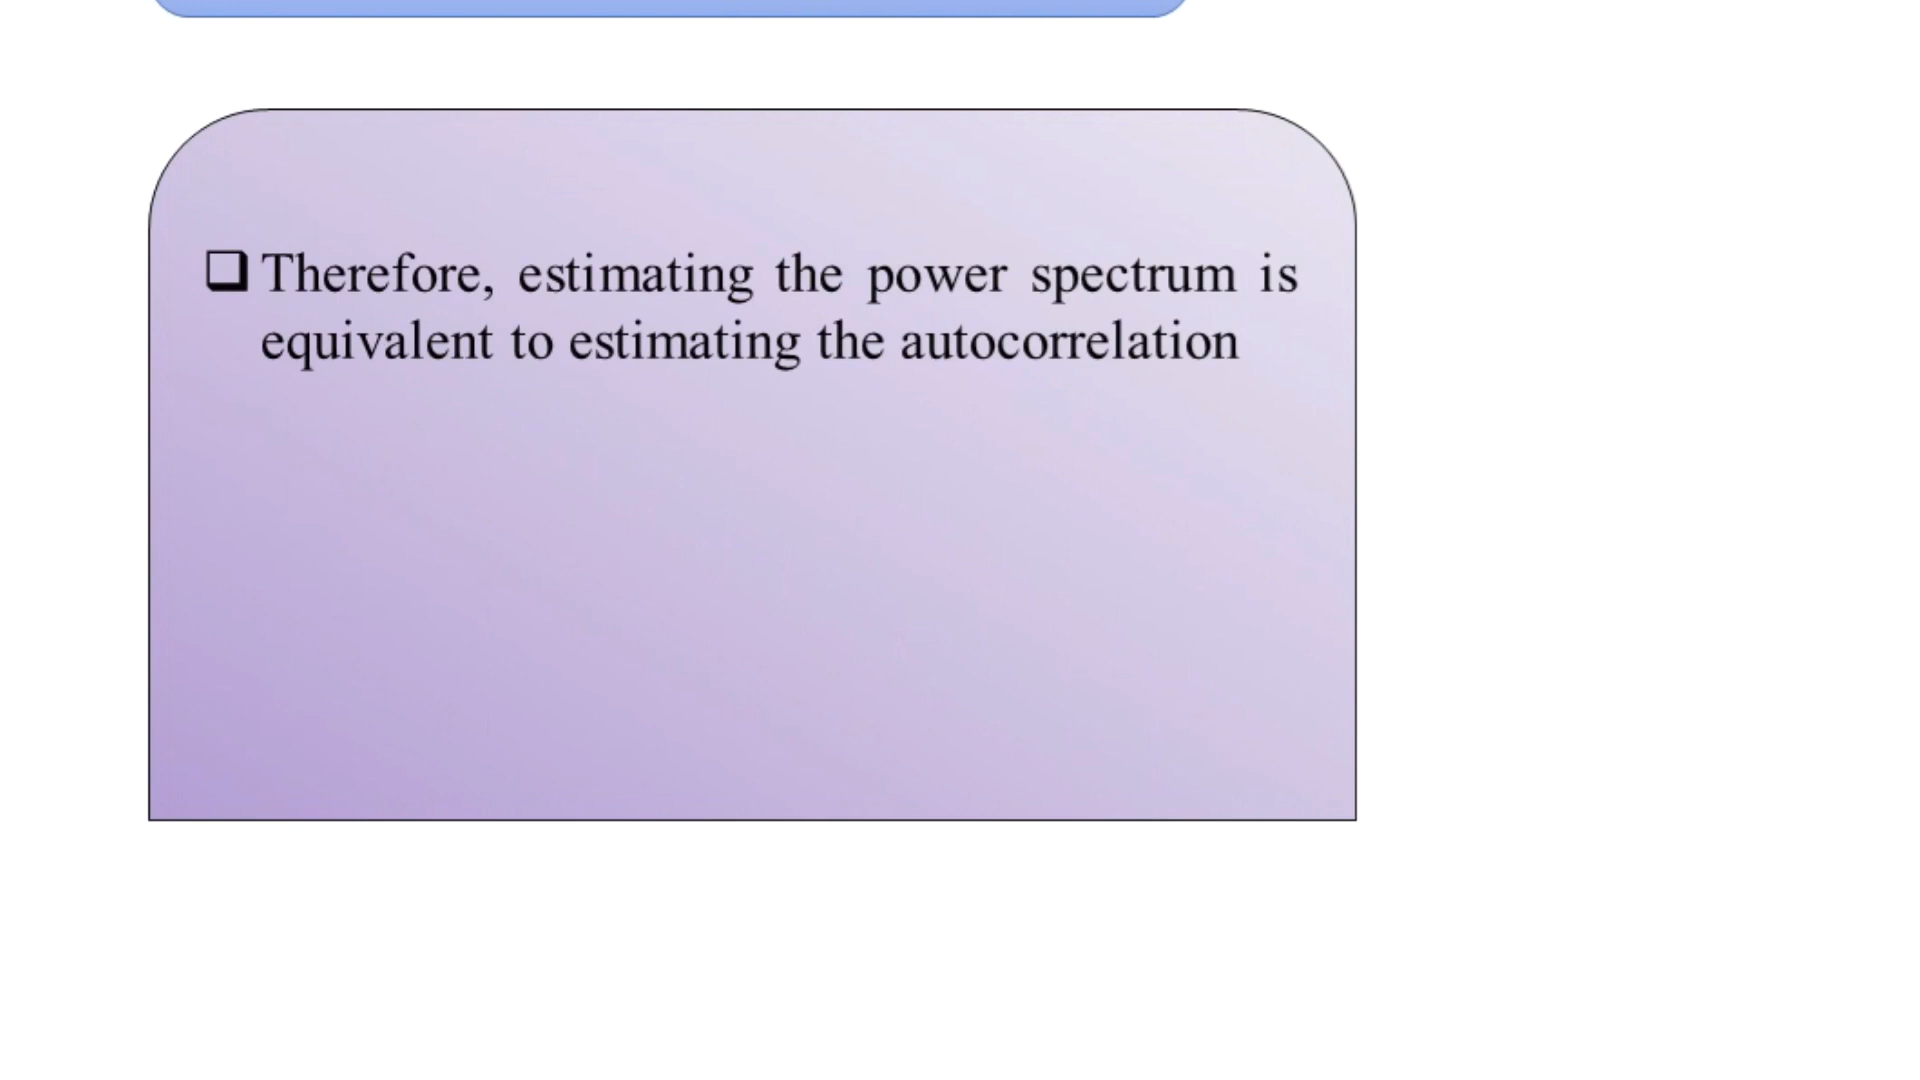 ❑ Therefore, estimating the power spectrum is
equivalent to estimating the autocorrelation